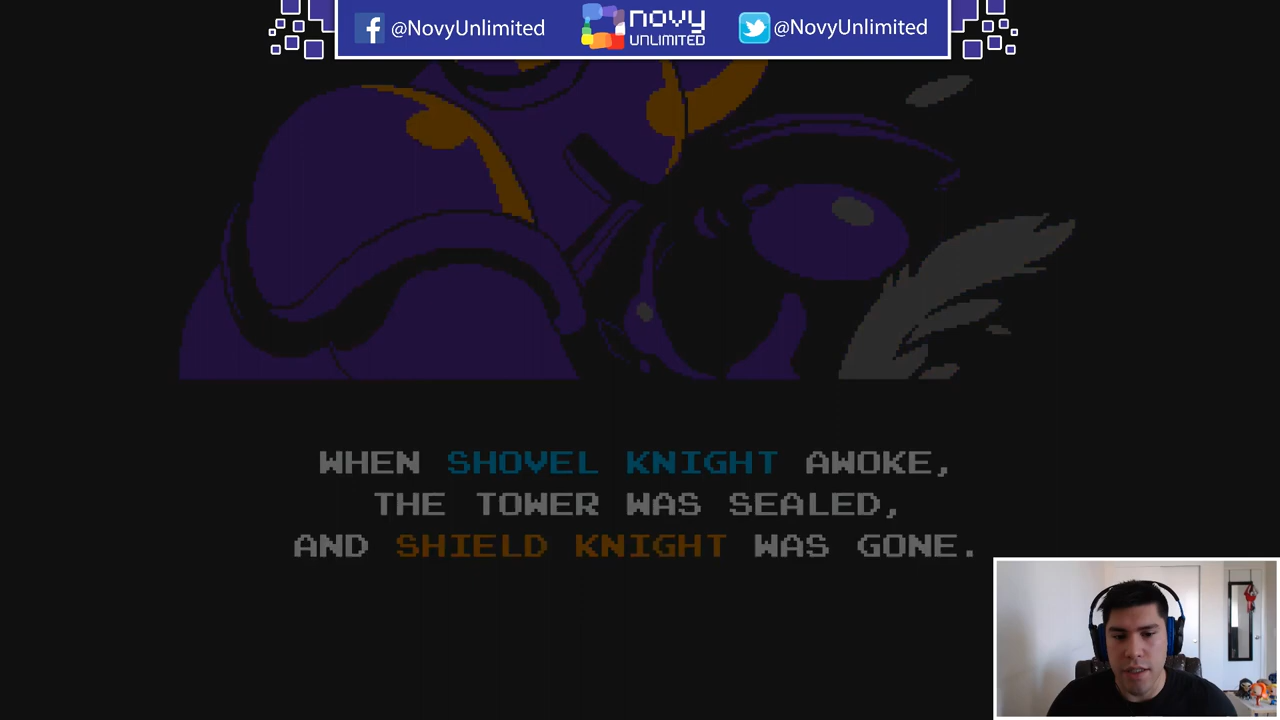 @NovyUnlimited
novy
UNLIMITED
@NovyUnlimited
WHEN SHOVEL KNIGHT AWOKE,
THE TOWER WAS SEALED,
AND SHIELD KNIGHT WAS GONE.